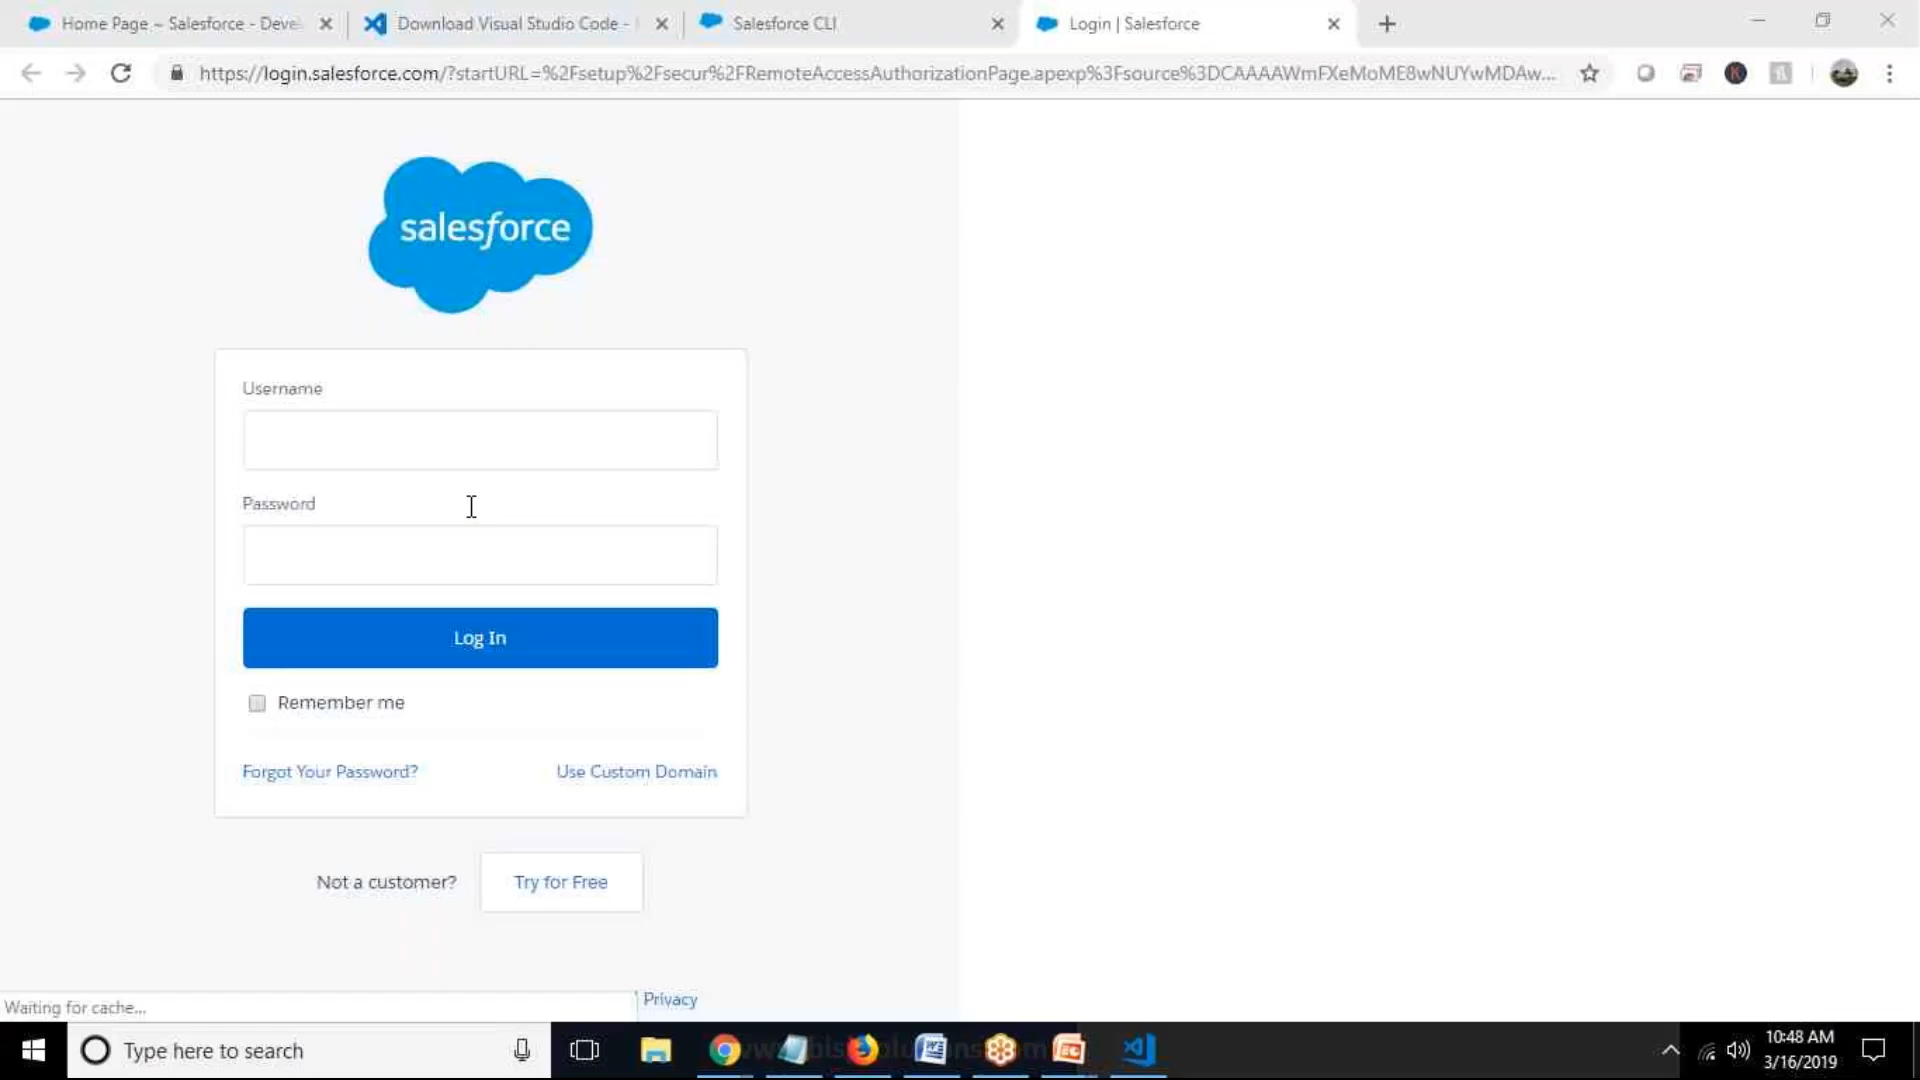 Home Page ~ Salesforce - Deve
Download Visual Studio Code -
Salesforce CLI
Login | Salesforce
https://login.salesforce.com/?startURL=%2Fsetup%2Fsecur%2FRemoteAccessAuthorizationPage.apexp%3Fsource%3DCAAAAWmFXeMoME8wNUYwMDAw...
salesforce
Username
Password
Log In
Remember me
Forgot Your Password?
Use Custom Domain
Not a customer?
Try for Free
Waiting for cache...
Privacy
Type here to search
10:48 AM
3/16/2019